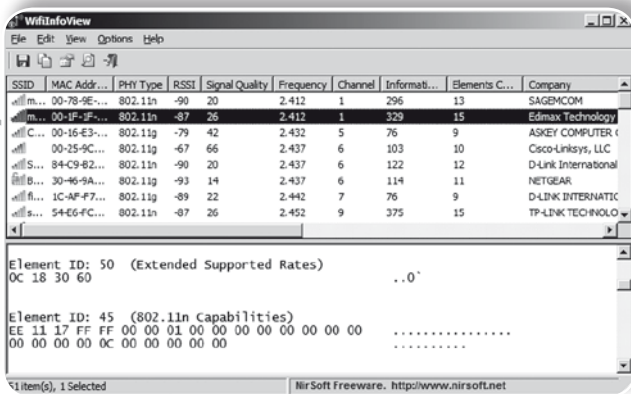 WifiInfoView
File Edit View Options Help
SSID MAC Addr... PHY Type RSSI Signal Quality Frequency Channel Informati... Elements C... Company
m... 00-78-9E-... 802.11n -90 20 2.412 1 296 13 SAGEMCOM
m... 00-1F-1F-... 802.11n -87 26 2.412 1 329 15 Edimax Technology
C... 00-16-E3-... 802.11g -79 42 2.432 5 76 9 ASKEY COMPUTER (
00-25-9C... 802.11g -67 66 2.437 6 103 10 Cisco-Linksys, LLC
S... 84-C9-B2... 802.11n -90 20 2.437 6 122 12 D-Link International
B... 30-46-9A... 802.11g -93 14 2.437 6 114 11 NETGEAR
fl... 1C-AF-F7... 802.11g -89 22 2.442 7 76 9 D-LINK INTERNATIC
s... 54-E6-FC... 802.11n -87 26 2.452 9 375 15 TP-LINK TECHNOLO
Element ID: 50 (Extended Supported Rates)
0C 18 30 60 ..0`
Element ID: 45 (802.11n Capabilities)
EE 11 17 FF FF 00 00 01 00 00 00 00 00 00 00 00 ................
00 00 00 00 0C 00 00 00 00 00 ..........
51 item(s), 1 Selected NirSoft Freeware. http://www.nirsoft.net